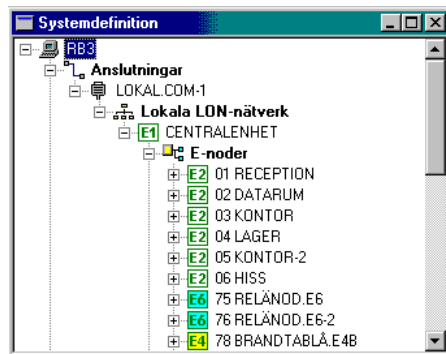 Systemdefinition
RB3
Anslutningar
LOKAL.COM-1
Lokala LON-nätverk
E1 CENTRALENHET
E-noder
E2 01 RECEPTION
E2 02 DATARUM
E2 03 KONTOR
E2 04 LAGER
E2 05 KONTOR-2
E2 06 HISS
E6 75 RELÄNOD.E6
E6 76 RELÄNOD.E6-2
E4 78 BRANDTABLÅ.E4B